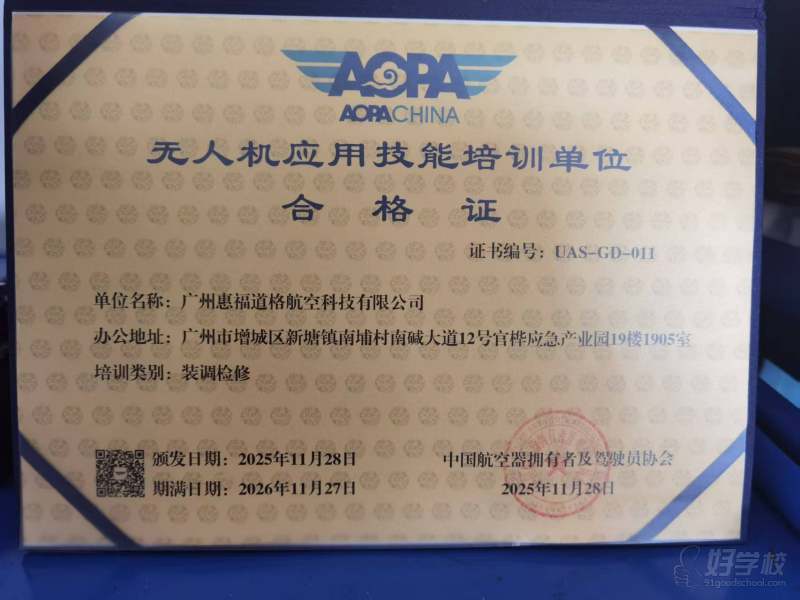 AOPA
AOPA CHINA
无人机应用技能培训单位
合格证
证书编号：UAS-GD-011
单位名称：广州惠福道格航空科技有限公司
办公地址：广州市增城区新塘镇南埔村南碱大道12号官桦应急产业园19楼1905室
培训类别：装调检修
颁发日期：2025年11月28日
中国航空器拥有者及驾驶员协会
期满日期：2026年11月27日
2025年11月28日
好学校
91goodschool.com